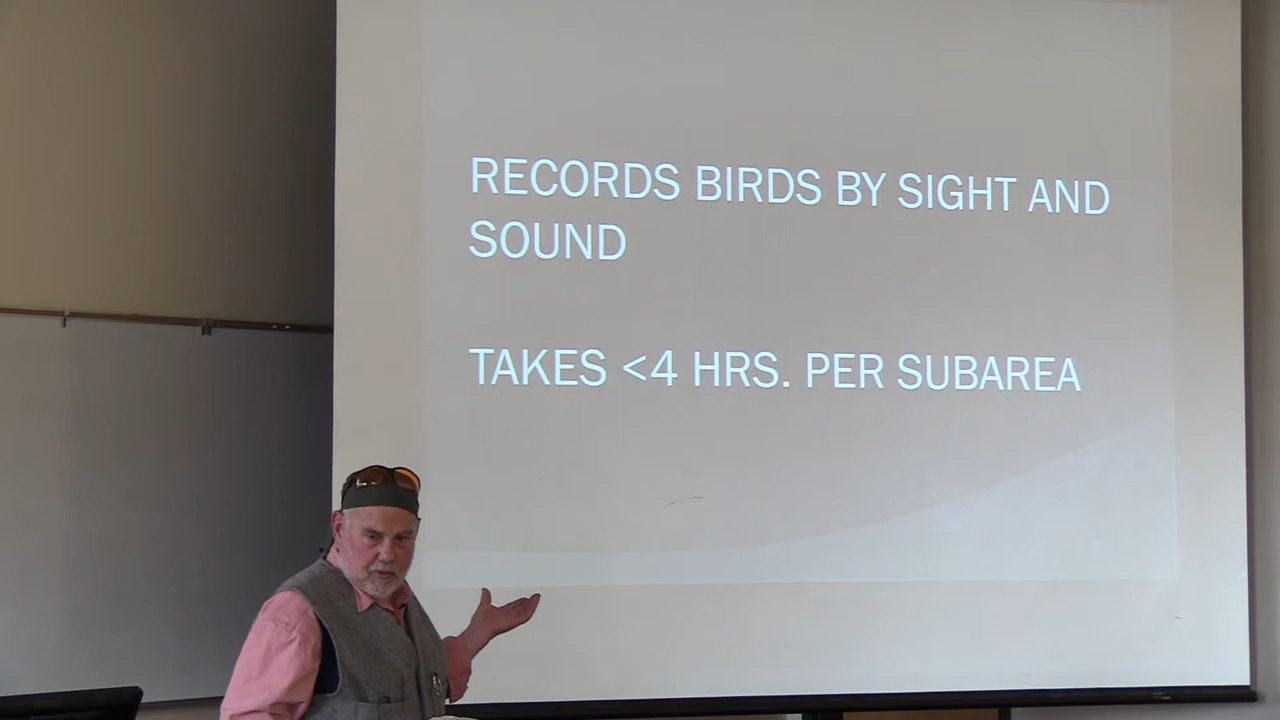 RECORDS BIRDS BY SIGHT AND
SOUND
TAKES <4 HRS. PER SUBAREA